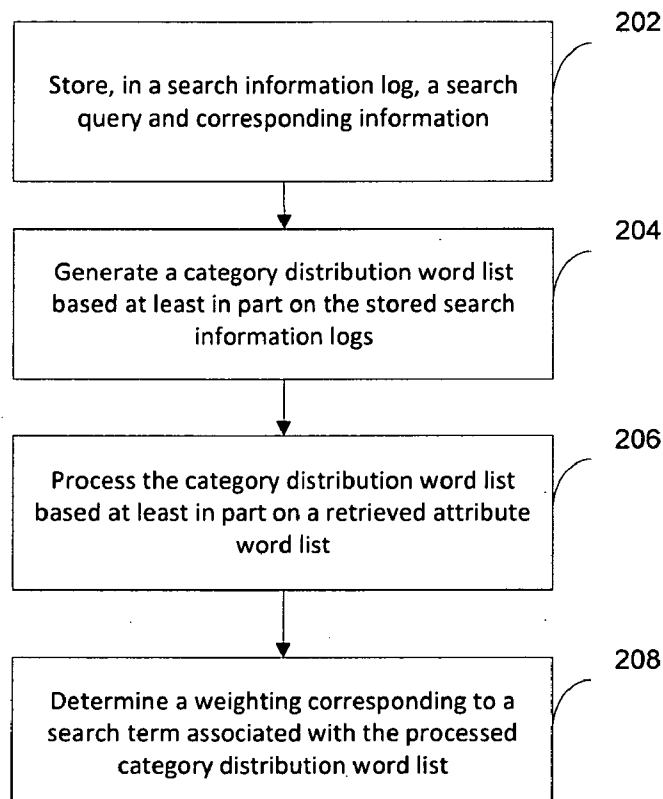 202
Store, in a search information log, a search
query and corresponding information
204
Generate a category distribution word list
based at least in part on the stored search
information logs
206
Process the category distribution word list
based at least in part on a retrieved attribute
word list
208
Determine a weighting corresponding to a
search term associated with the processed
category distribution word list